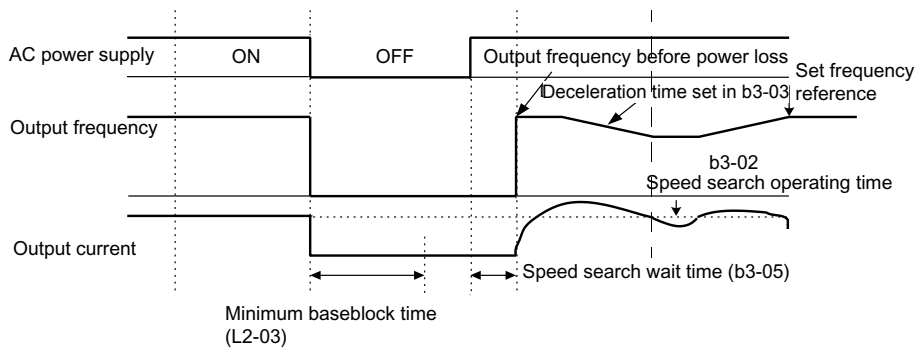 AC power supply
ON
OFF
Output frequency before power loss
Deceleration time set in b3-03
Set frequency
reference
Output frequency
b3-02
Speed search operating time
Output current
Speed search wait time (b3-05)
Minimum baseblock time
(L2-03)